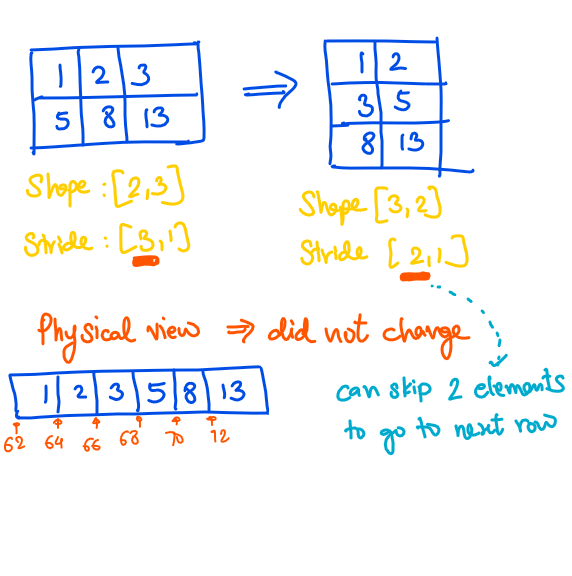 1 2 3
5 8 13
⇒
1 2
3 5
8 13
Shape : [2,3]
Stride : [3,1]
Shape [3,2]
Stride [2,1]
Physical view ⇒ did not change
1 2 3 5 8 13
62 64 66 68 70 72
can skip 2 elements
to go to next row